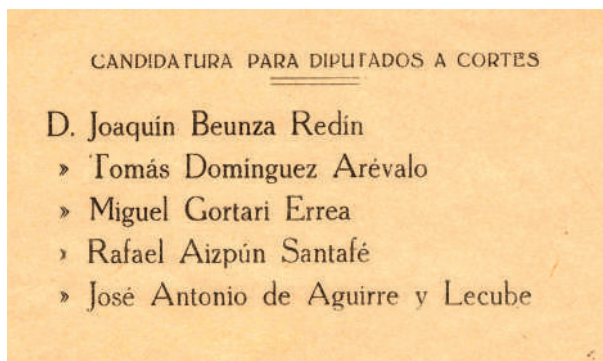 CANDIDATURA PARA DIPUTADOS A CORTES
D. Joaquín Beunza Redín
» Tomás Domínguez Arévalo
» Miguel Gortari Errea
» Rafael Aizpún Santafé
» José Antonio de Aguirre y Lecube